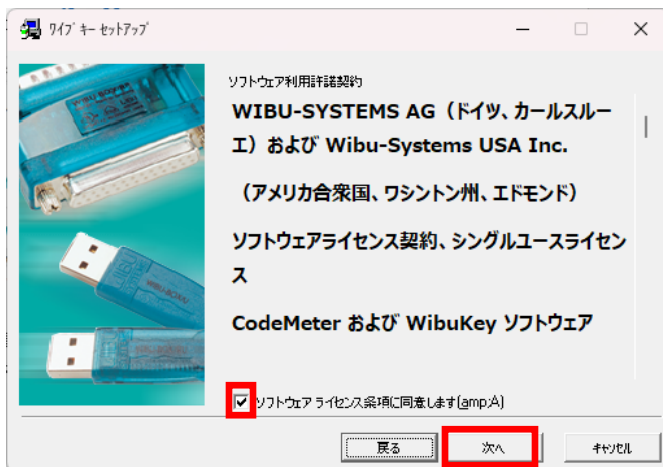 ワイブ キー セットアップ
ソフトウェア利用許諾契約
WIBU-SYSTEMS AG（ドイツ、カールスルー
エ）および Wibu-Systems USA Inc.
（アメリカ合衆国、ワシントン州、エドモンド）
ソフトウェアライセンス契約、シングルユースライセン
ス
CodeMeter および WibuKey ソフトウェア
ソフトウェア ライセンス条項に同意します(amp;A)
戻る
次へ
キャンセル